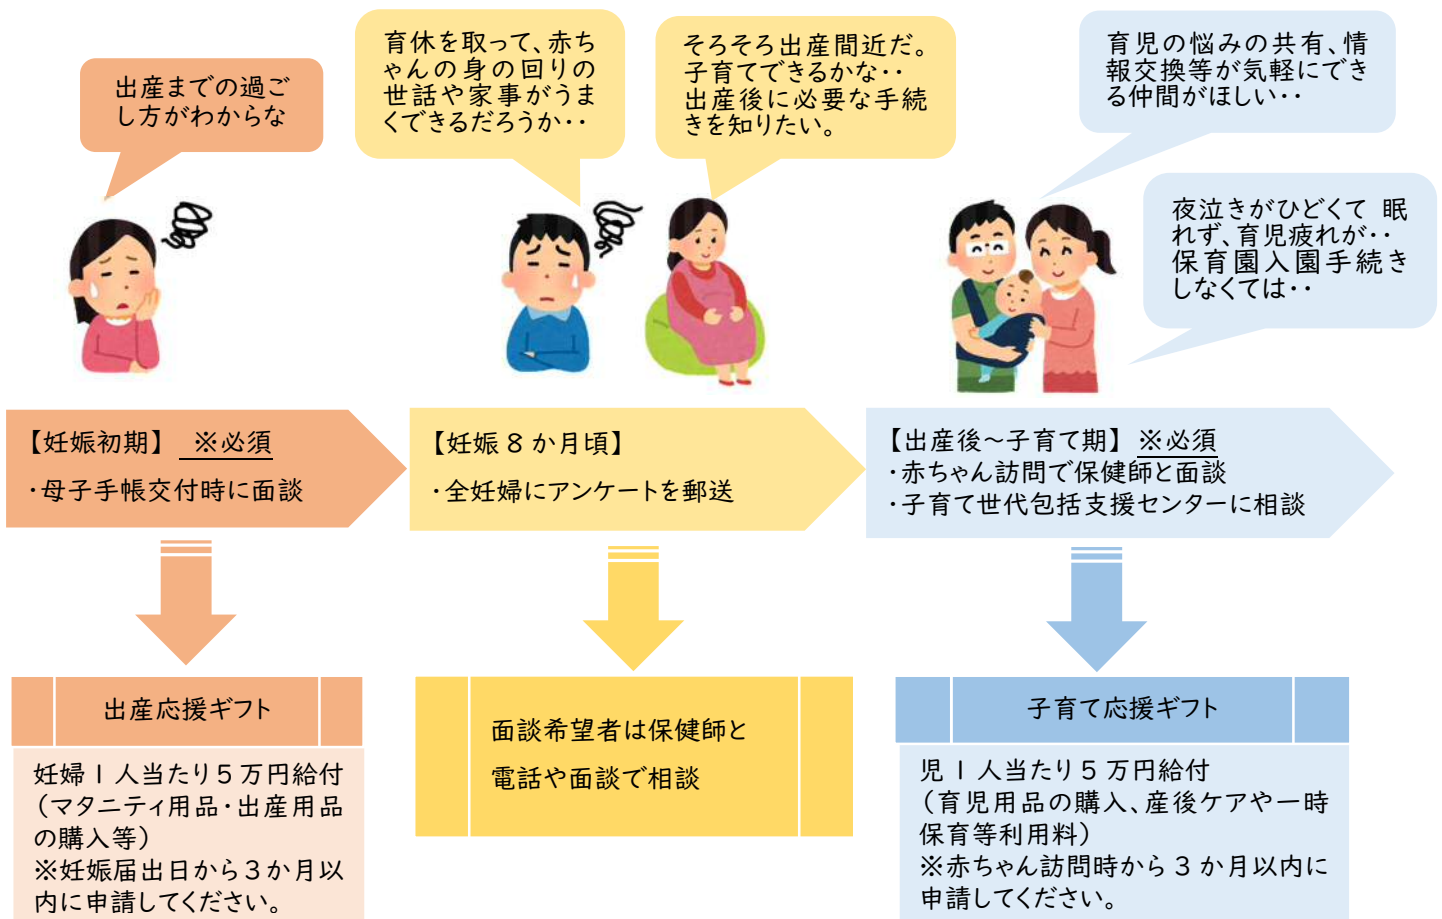 出産までの過ご
し方がわからな
育休を取って、赤ち
ゃんの身の回りの
世話や家事がうま
くできるだろうか・・
そろそろ出産間近だ。
子育てできるかな・・
出産後に必要な手続
きを知りたい。
育児の悩みの共有、情
報交換等が気軽にでき
る仲間がほしい・・
夜泣きがひどくて 眠
れず、育児疲れが・・
保育園入園手続き
しなくては・・
【妊娠初期】 ※必須
・母子手帳交付時に面談
【妊娠8か月頃】
・全妊婦にアンケートを郵送
【出産後～子育て期】 ※必須
・赤ちゃん訪問で保健師と面談
・子育て世代包括支援センターに相談
出産応援ギフト
妊婦1人当たり5万円給付
（マタニティ用品・出産用品
の購入等）
※妊娠届出日から3か月以
内に申請してください。
面談希望者は保健師と
電話や面談で相談
子育て応援ギフト
児1人当たり5万円給付
（育児用品の購入、産後ケアや一時
保育等利用料）
※赤ちゃん訪問時から3か月以内に
申請してください。